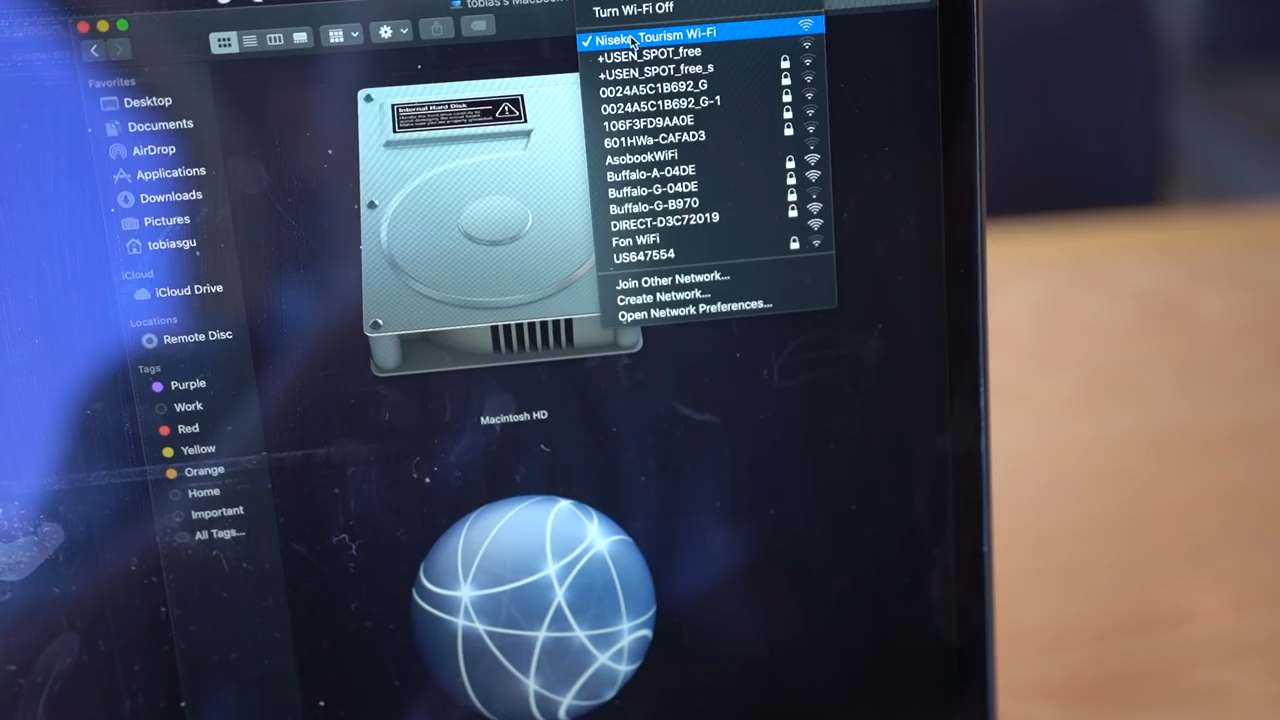 tobias's MacBook
Turn Wi-Fi Off
Niseko Tourism Wi-Fi
+USEN_SPOT_free
+USEN_SPOT_free_s
0024A5C1B692_G
0024A5C1B692_G-1
106F3FD9AA0E
601HWa-CAFAD3
AsobookWiFi
Buffalo-A-04DE
Buffalo-G-04DE
Buffalo-G-B970
DIRECT-D3C72019
Fon WiFi
US647554
Join Other Network...
Create Network...
Open Network Preferences...
Favorites
Desktop
Documents
AirDrop
Applications
Downloads
Pictures
tobiasgu
iCloud
iCloud Drive
Locations
Remote Disc
Tags
Purple
Work
Red
Yellow
Orange
Home
Important
All Tags...
Internal Hard Disk
Macintosh HD